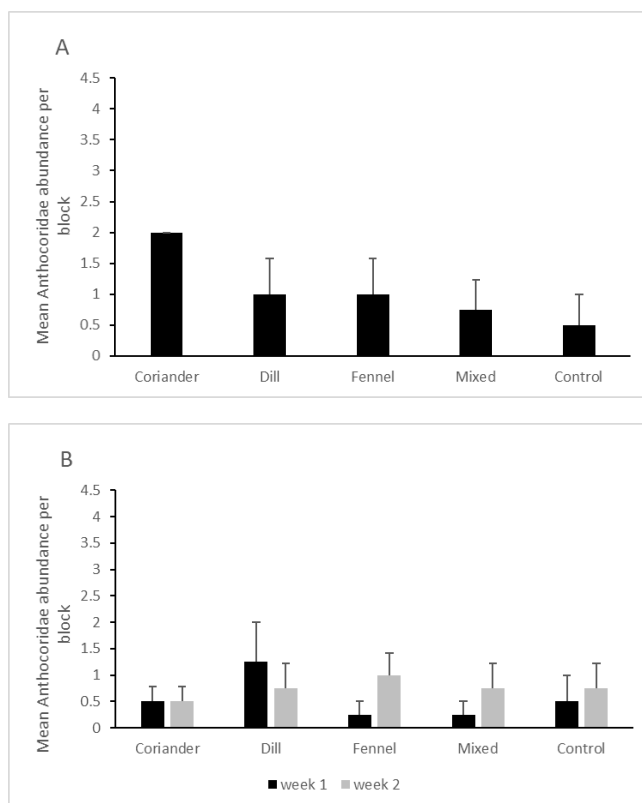 A
Mean Anthocoridae abundance per
block
4.5
4
3.5
3
2.5
2
1.5
1
0.5
0
Coriander Dill Fennel Mixed Control
B
Mean Anthocoridae abundance per
block
4.5
4
3.5
3
2.5
2
1.5
1
0.5
0
Coriander Dill Fennel Mixed Control
week 1 week 2